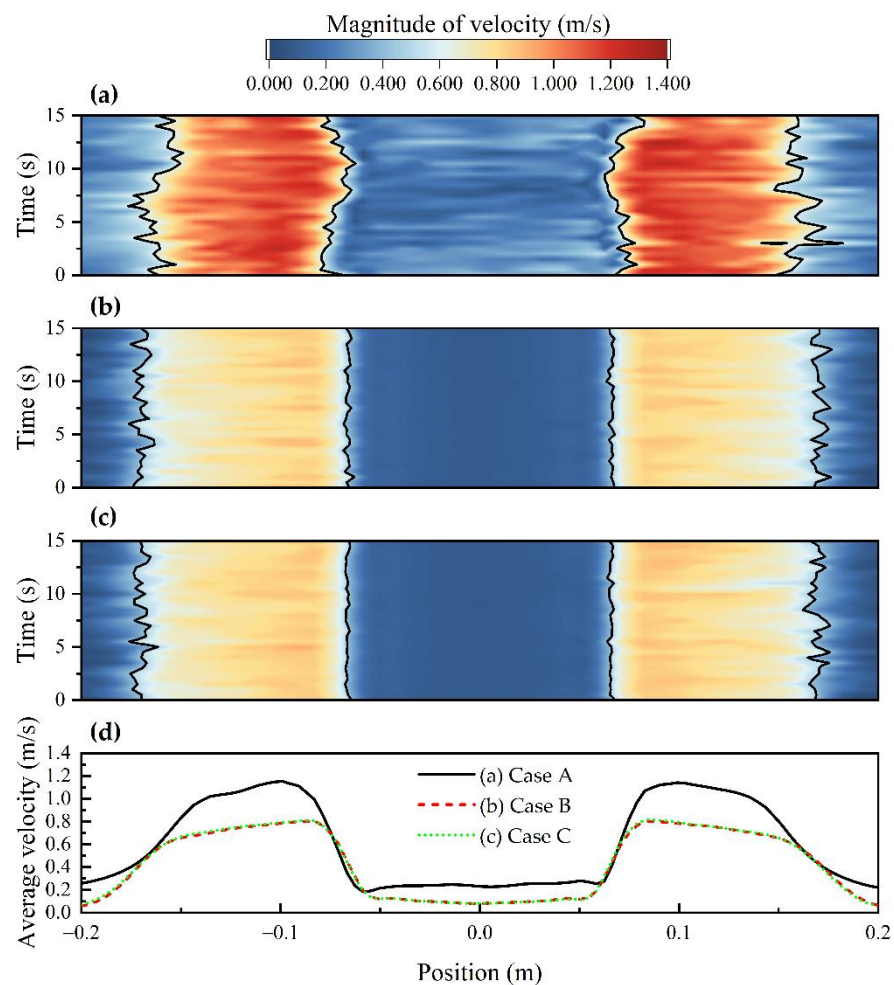 Magnitude of velocity (m/s)
0.000 0.200 0.400 0.600 0.800 1.000 1.200 1.400
(a)
Time (s)
15
10
5
0
(b)
Time (s)
15
10
5
0
(c)
Time (s)
15
10
5
0
(d)
Average velocity (m/s)
1.4
1.2
1.0
0.8
0.6
0.4
0.2
0.0
(a) Case A
(b) Case B
(c) Case C
−0.2 −0.1 0.0 0.1 0.2
Position (m)